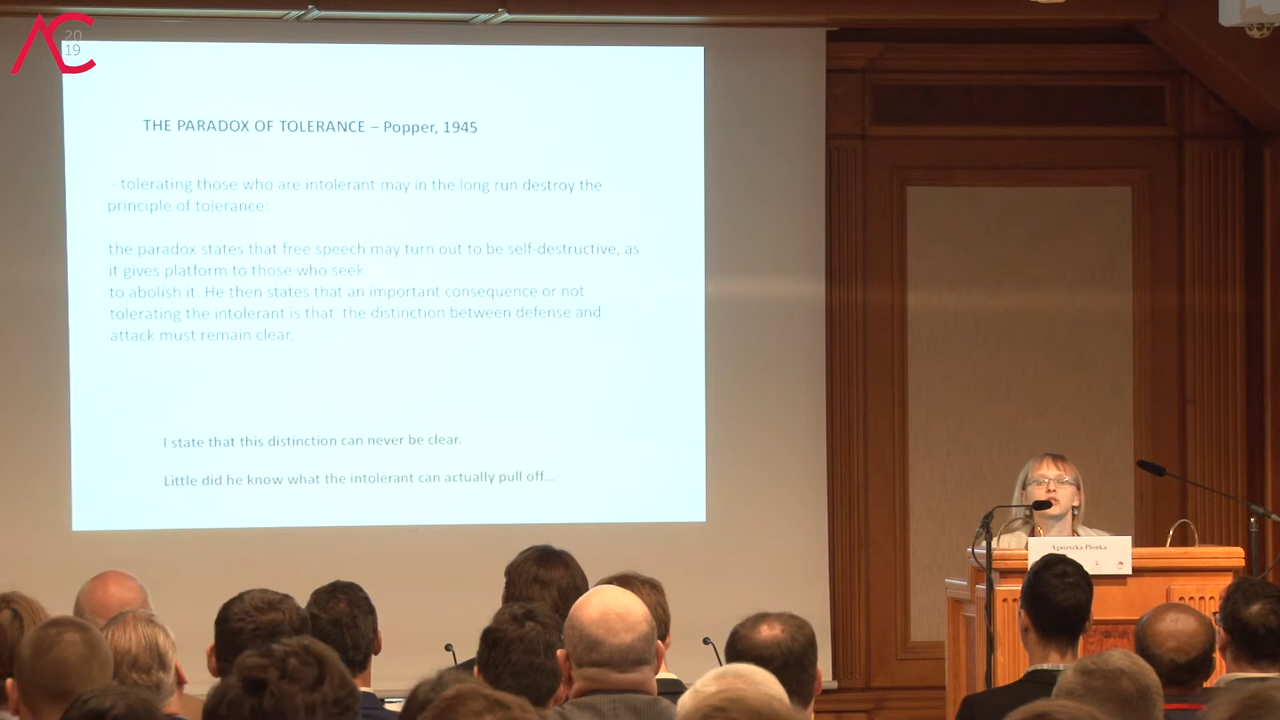 AC
20
19
THE PARADOX OF TOLERANCE – Popper, 1945
- tolerating those who are intolerant may in the long run destroy the
principle of tolerance:
the paradox states that free speech may turn out to be self-destructive, as
it gives platform to those who seek
to abolish it. He then states that an important consequence or not
tolerating the intolerant is that the distinction between defense and
attack must remain clear.
I state that this distinction can never be clear.
Little did he know what the intolerant can actually pull off...
Agnieszka